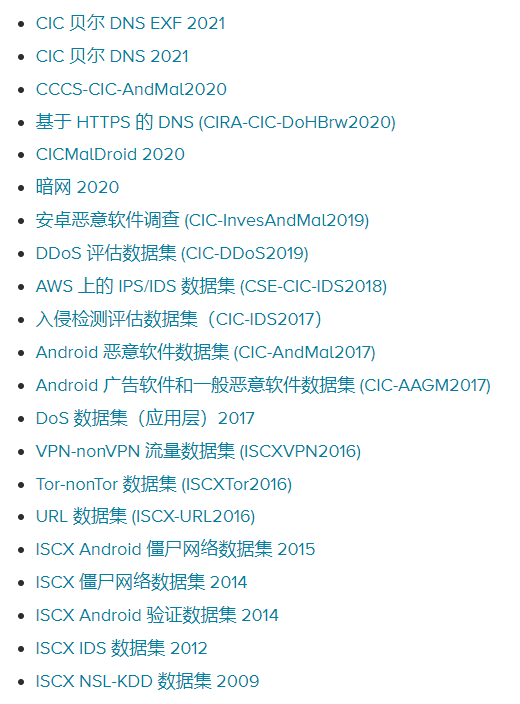 CIC 贝尔 DNS EXF 2021
CIC 贝尔 DNS 2021
CCCS-CIC-AndMal2020
基于 HTTPS 的 DNS (CIRA-CIC-DoHBrw2020)
CICMalDroid 2020
暗网 2020
安卓恶意软件调查 (CIC-InvesAndMal2019)
DDoS 评估数据集 (CIC-DDoS2019)
AWS 上的 IPS/IDS 数据集 (CSE-CIC-IDS2018)
入侵检测评估数据集（CIC-IDS2017）
Android 恶意软件数据集 (CIC-AndMal2017)
Android 广告软件和一般恶意软件数据集 (CIC-AAGM2017)
DoS 数据集（应用层）2017
VPN-nonVPN 流量数据集 (ISCXVPN2016)
Tor-nonTor 数据集 (ISCXTor2016)
URL 数据集 (ISCX-URL2016)
ISCX Android 僵尸网络数据集 2015
ISCX 僵尸网络数据集 2014
ISCX Android 验证数据集 2014
ISCX IDS 数据集 2012
ISCX NSL-KDD 数据集 2009